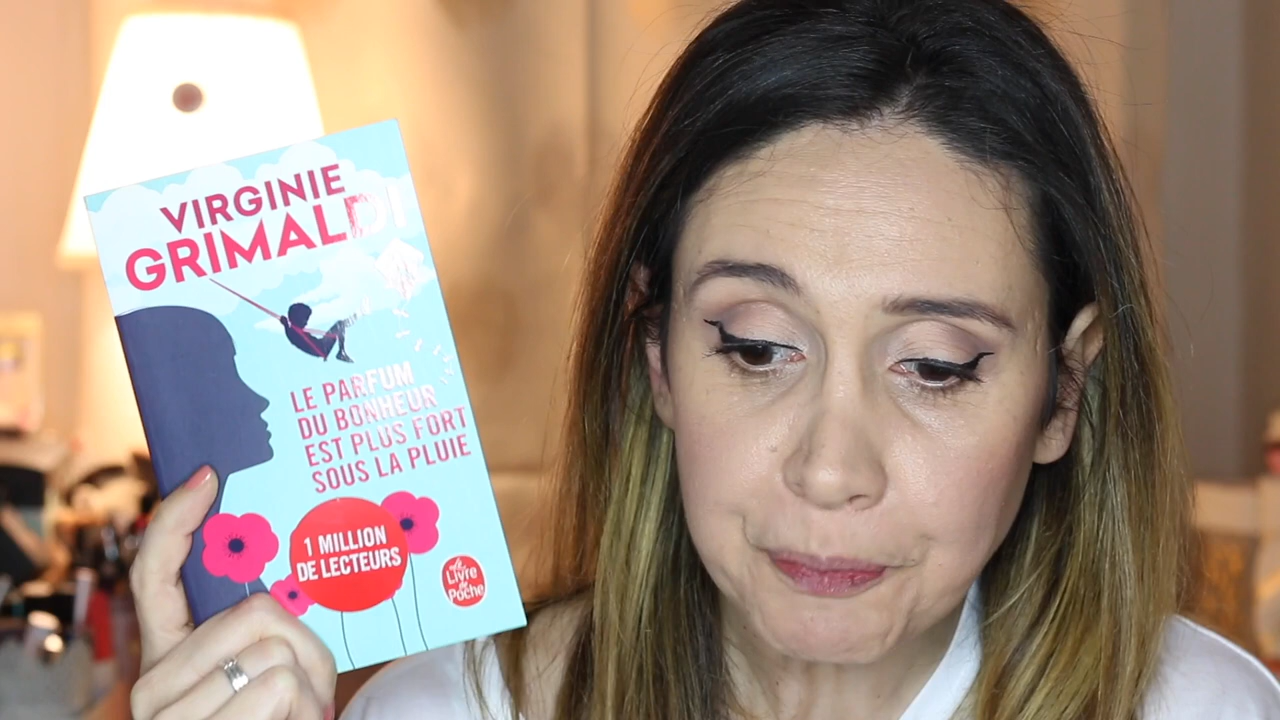 VIRGINIE
GRIMALDI
LE PARFUM
DU BONHEUR
EST PLUS FORT
SOUS LA PLUIE
1 MILLION
DE LECTEURS
Le
Livre
de
Poche